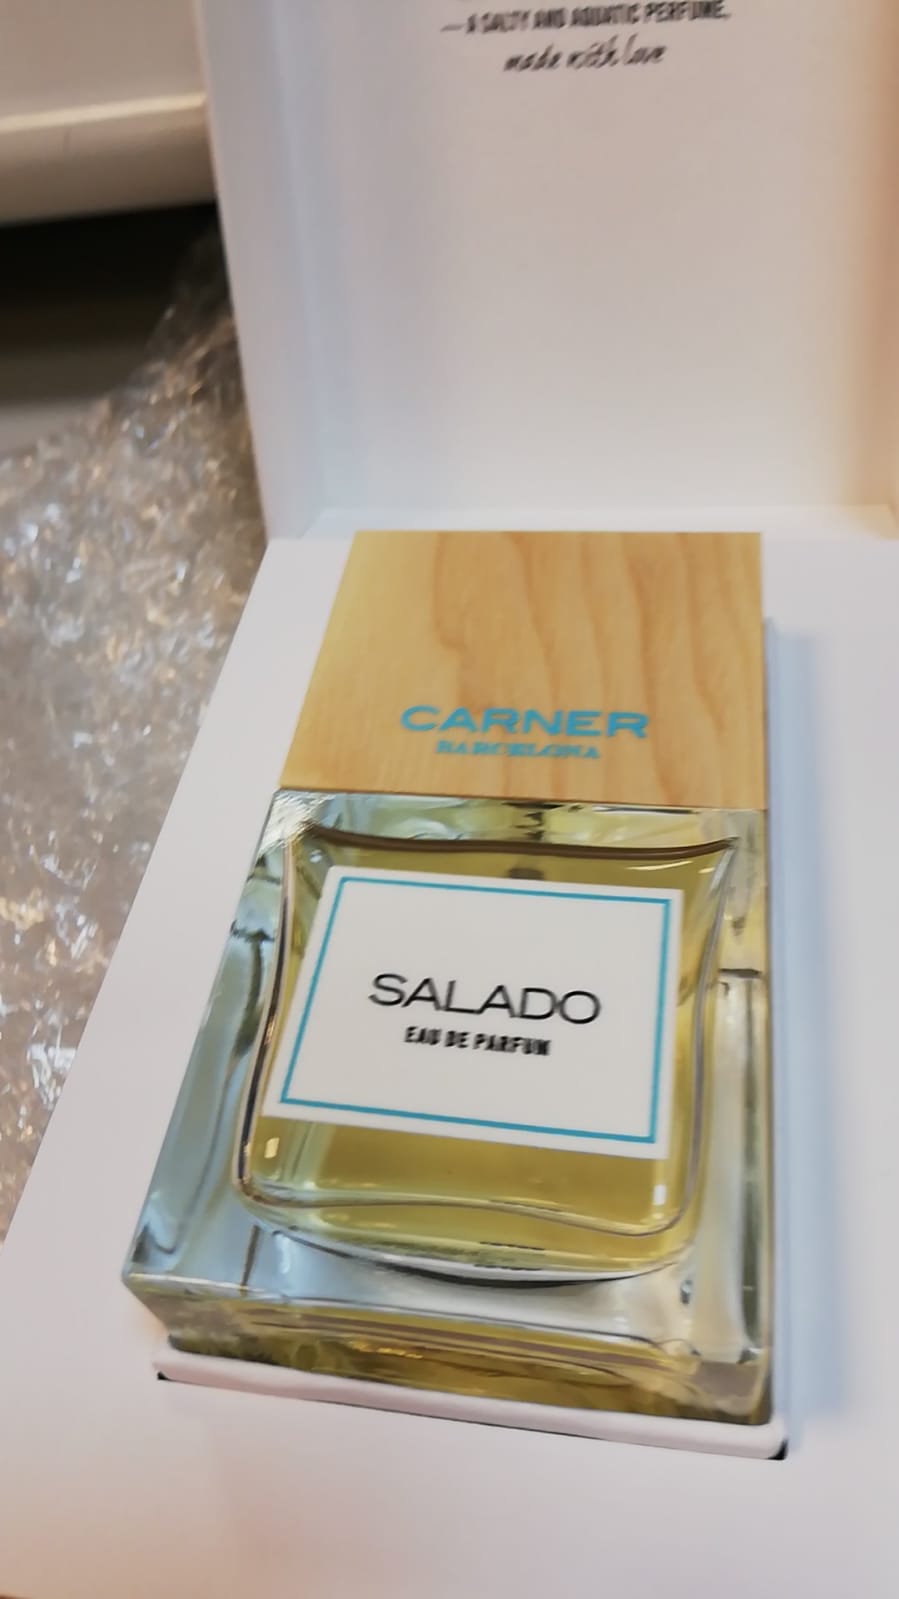 — A SALTY AND AQUATIC PERFUME,
made with love
CARNER
BARCELONA
SALADO
EAU DE PARFUM